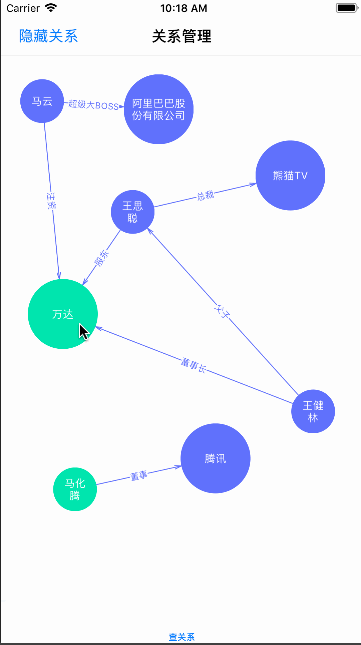 Carrier
10:18 AM
隐藏关系
关系管理
马云
超级大BOSS
阿里巴巴股
份有限公司
熊猫TV
王思
聪
总裁
股东
万达
父子
董事长
王健
林
腾讯
马化
腾
董事
查关系